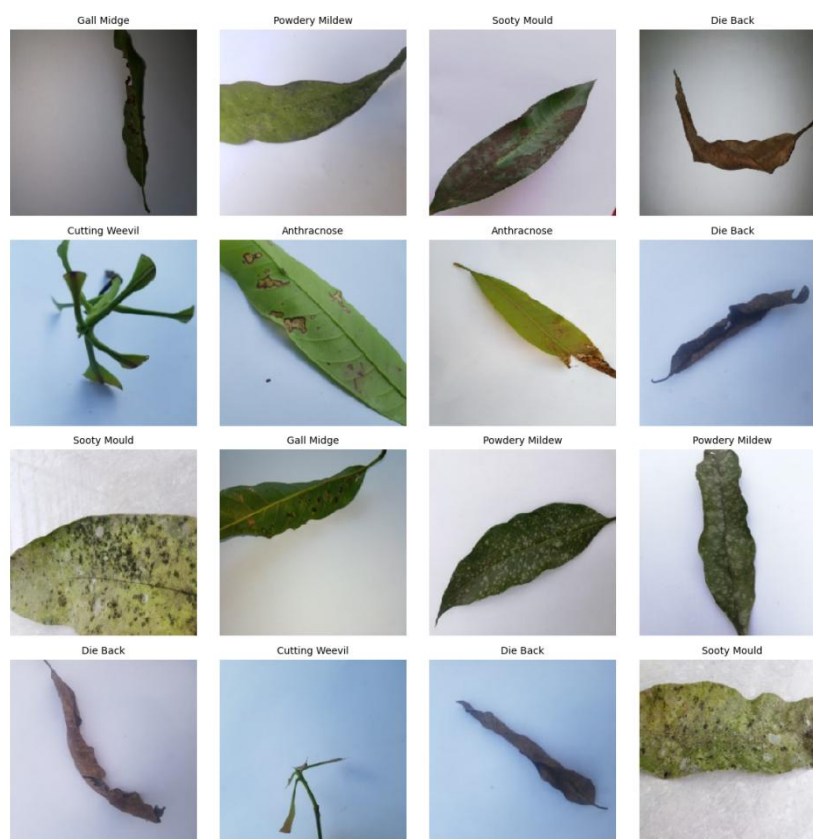 Gall Midge
Powdery Mildew
Sooty Mould
Die Back
Cutting Weevil
Anthracnose
Anthracnose
Die Back
Sooty Mould
Gall Midge
Powdery Mildew
Powdery Mildew
Die Back
Cutting Weevil
Die Back
Sooty Mould